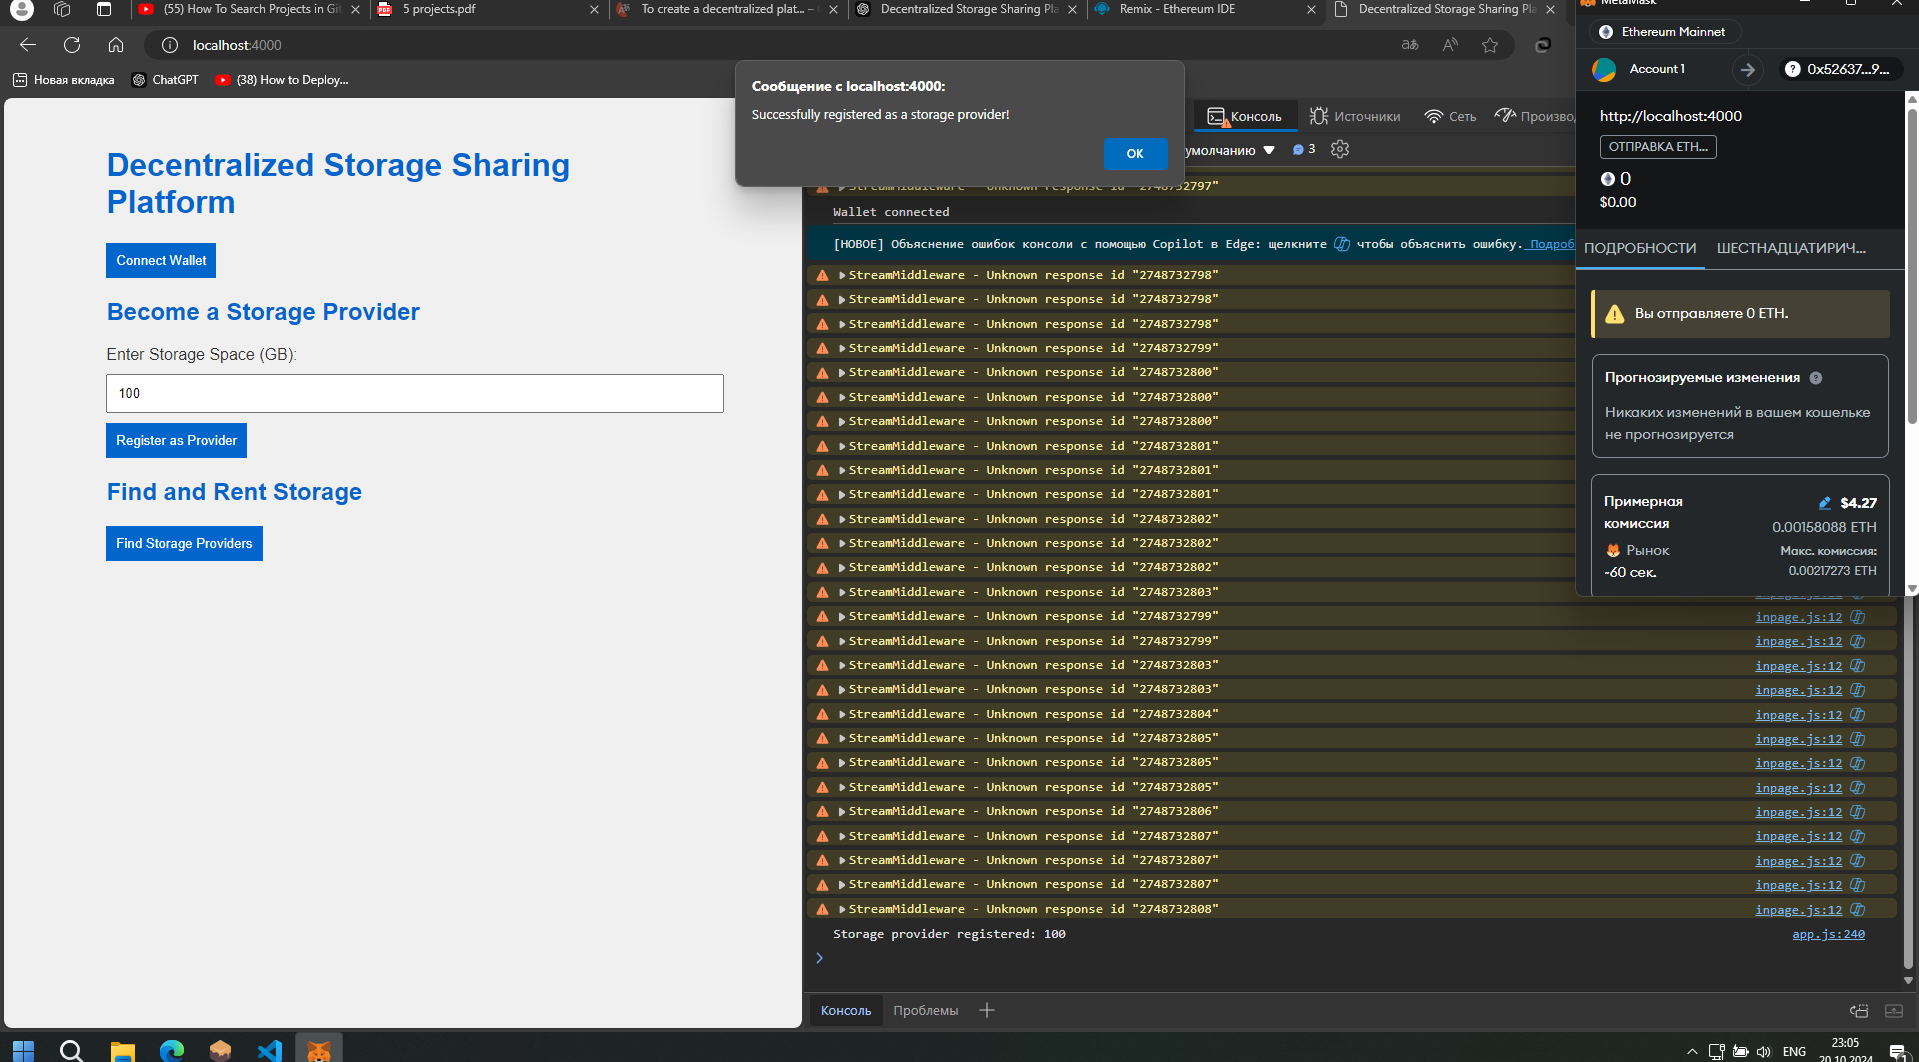 (55) How To Search Projects in Git
5 projects.pdf
To create a decentralized plat... –
Decentralized Storage Sharing Pla
Remix - Ethereum IDE
Decentralized Storage Sharing Pla
MetaMask
localhost:4000
Ethereum Mainnet
Новая вкладка
ChatGPT
(38) How to Deploy...
Account 1
0x52637...9...
Сообщение с localhost:4000:
Successfully registered as a storage provider!
OK
Консоль
Источники
Сеть
Произво
умолчанию
3
http://localhost:4000
ОТПРАВКА ETH...
0
$0.00
ПОДРОБНОСТИ
ШЕСТНАДЦАТИРИЧ...
Вы отправляете 0 ETH.
Прогнозируемые изменения
Никаких изменений в вашем кошельке
не прогнозируется
Примерная
комиссия
$4.27
0.00158088 ETH
Рынок
Макс. комиссия:
~60 сек.
0.00217273 ETH
Decentralized Storage Sharing
Platform
Connect Wallet
Become a Storage Provider
Enter Storage Space (GB):
100
Register as Provider
Find and Rent Storage
Find Storage Providers
StreamMiddleware - Unknown response id "2748732797"
Wallet connected
[НОВОЕ] Объяснение ошибок консоли с помощью Copilot в Edge: щелкните чтобы объяснить ошибку. Подроб
StreamMiddleware - Unknown response id "2748732798"
StreamMiddleware - Unknown response id "2748732798"
StreamMiddleware - Unknown response id "2748732798"
StreamMiddleware - Unknown response id "2748732799"
StreamMiddleware - Unknown response id "2748732800"
StreamMiddleware - Unknown response id "2748732800"
StreamMiddleware - Unknown response id "2748732800"
StreamMiddleware - Unknown response id "2748732801"
StreamMiddleware - Unknown response id "2748732801"
StreamMiddleware - Unknown response id "2748732801"
StreamMiddleware - Unknown response id "2748732802"
StreamMiddleware - Unknown response id "2748732802"
StreamMiddleware - Unknown response id "2748732802"
StreamMiddleware - Unknown response id "2748732803" inpage.js:12
StreamMiddleware - Unknown response id "2748732799" inpage.js:12
StreamMiddleware - Unknown response id "2748732799" inpage.js:12
StreamMiddleware - Unknown response id "2748732803" inpage.js:12
StreamMiddleware - Unknown response id "2748732803" inpage.js:12
StreamMiddleware - Unknown response id "2748732804" inpage.js:12
StreamMiddleware - Unknown response id "2748732805" inpage.js:12
StreamMiddleware - Unknown response id "2748732805" inpage.js:12
StreamMiddleware - Unknown response id "2748732805" inpage.js:12
StreamMiddleware - Unknown response id "2748732806" inpage.js:12
StreamMiddleware - Unknown response id "2748732807" inpage.js:12
StreamMiddleware - Unknown response id "2748732807" inpage.js:12
StreamMiddleware - Unknown response id "2748732807" inpage.js:12
StreamMiddleware - Unknown response id "2748732808" inpage.js:12
Storage provider registered: 100 app.js:240
Консоль
Проблемы
ENG
23:05
20.10.2024